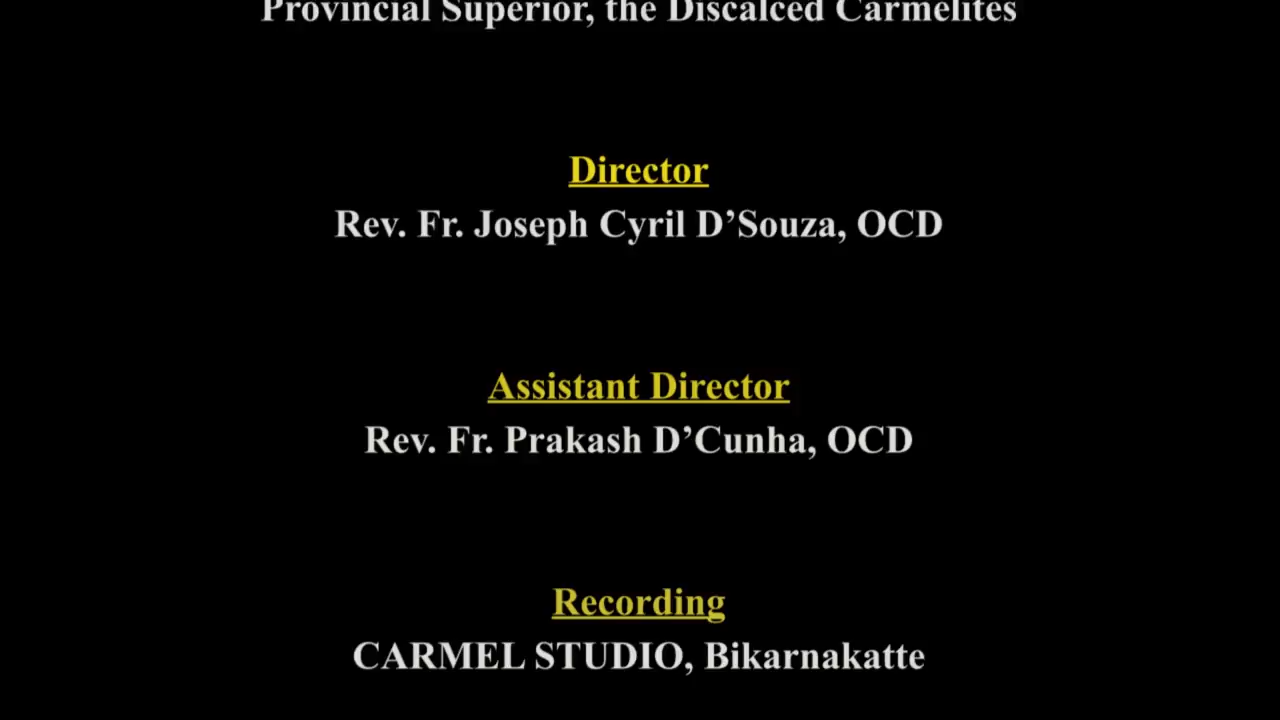 Provincial Superior, the Discalced Carmelites
Director
Rev. Fr. Joseph Cyril D’Souza, OCD
Assistant Director
Rev. Fr. Prakash D’Cunha, OCD
Recording
CARMEL STUDIO, Bikarnakatte